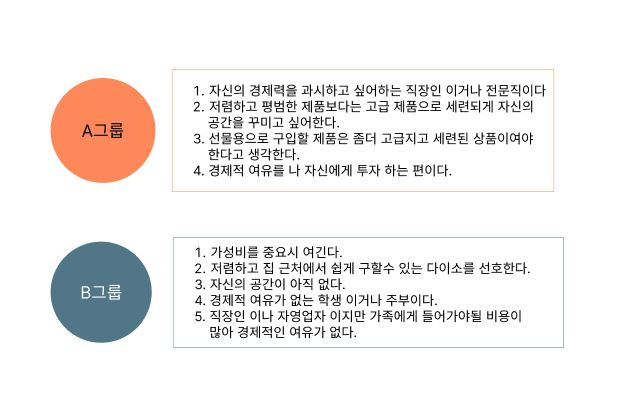 A그룹
1. 자신의 경제력을 과시하고 싶어하는 직장인 이거나 전문직이다
2. 저렴하고 평범한 제품보다는 고급 제품으로 세련되게 자신의
공간을 꾸미고 싶어한다.
3. 선물용으로 구입할 제품은 좀더 고급지고 세련된 상품이여야
한다고 생각한다.
4. 경제적 여유를 나 자신에게 투자 하는 편이다.
B그룹
1. 가성비를 중요시 여긴다.
2. 저렴하고 집 근처에서 쉽게 구할수 있는 다이소를 선호한다.
3. 자신의 공간이 아직 없다.
4. 경제적 여유가 없는 학생 이거나 주부이다.
5. 직장인 이나 자영업자 이지만 가족에게 들어가야될 비용이
많아 경제적인 여유가 없다.